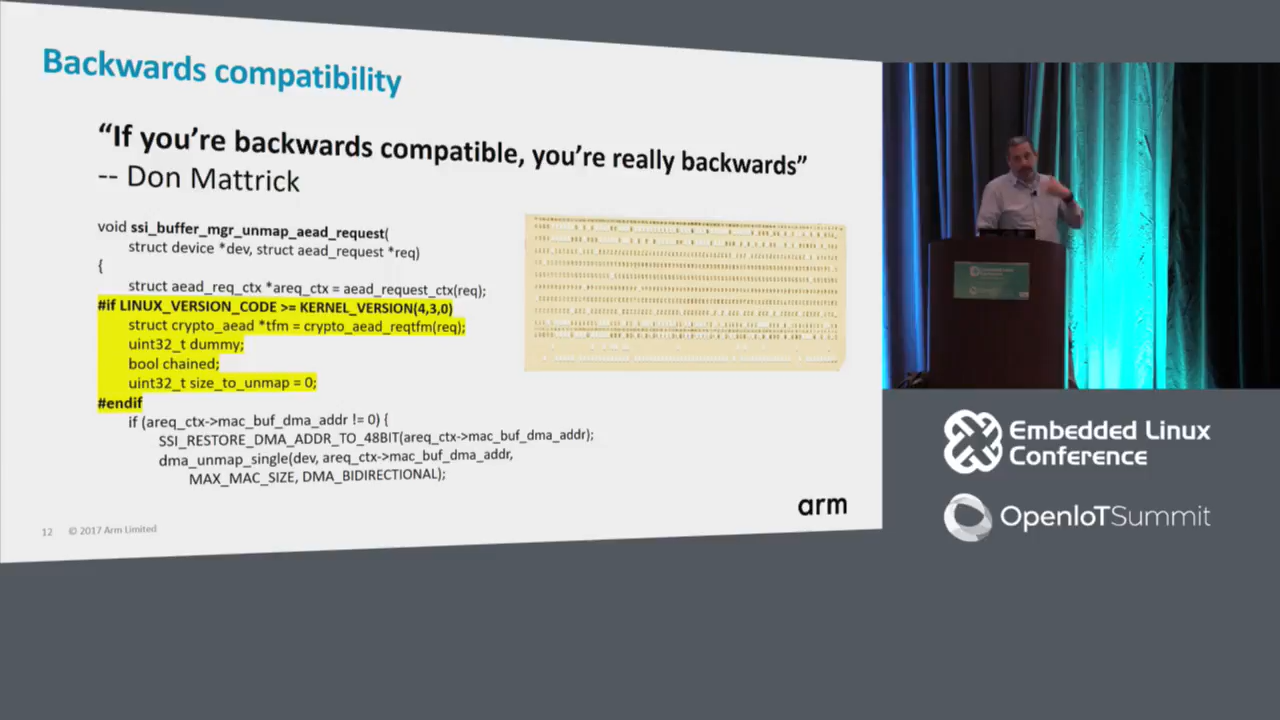 Backwards compatibility
“If you’re backwards compatible, you’re really backwards”
-- Don Mattrick
void ssi_buffer_mgr_unmap_aead_request(
struct device *dev, struct aead_request *req)
{
struct aead_req_ctx *areq_ctx = aead_request_ctx(req);
#if LINUX_VERSION_CODE >= KERNEL_VERSION(4,3,0)
struct crypto_aead *tfm = crypto_aead_reqtfm(req);
uint32_t dummy;
bool chained;
uint32_t size_to_unmap = 0;
#endif
if (areq_ctx->mac_buf_dma_addr != 0) {
SSI_RESTORE_DMA_ADDR_TO_48BIT(areq_ctx->mac_buf_dma_addr);
dma_unmap_single(dev, areq_ctx->mac_buf_dma_addr,
MAX_MAC_SIZE, DMA_BIDIRECTIONAL);
arm
12 © 2017 Arm Limited
Embedded Linux
Conference
OpenIoTSummit